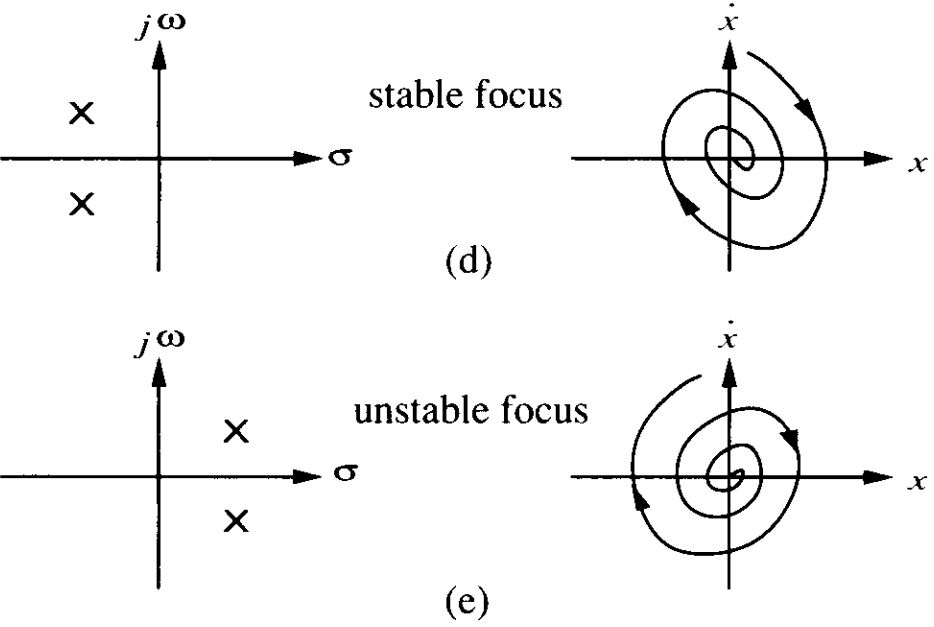 jω
ẋ
stable focus
σ
x
(d)
jω
ẋ
unstable focus
σ
x
(e)